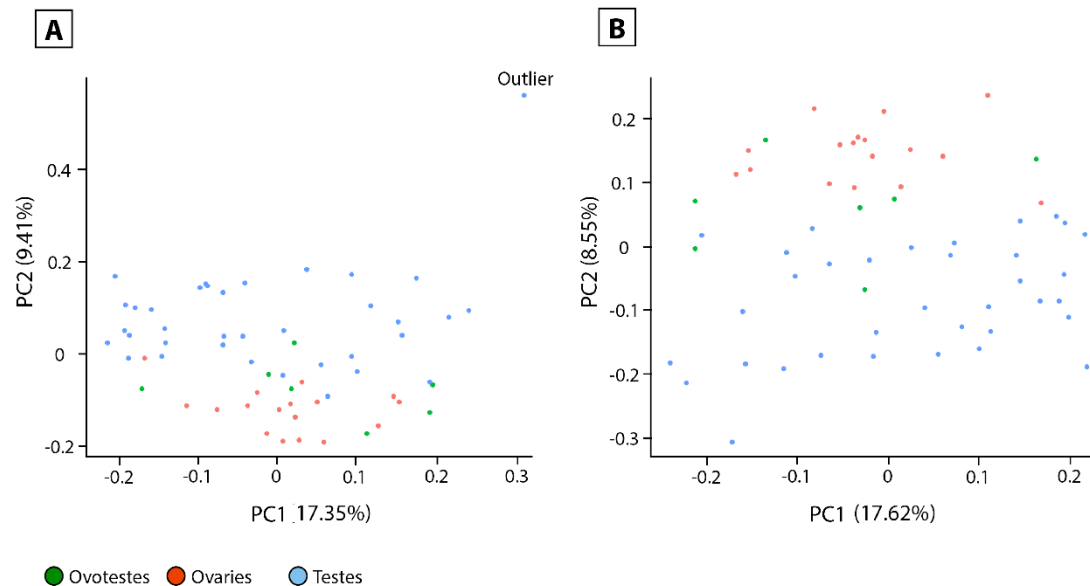 A
B
Outlier
0.4
0.2
0
-0.2
PC2 (9.41%)
-0.2
-0.1
0
0.1
0.2
0.3
PC1 17.35%)
0.2
0.1
0
-0.1
-0.2
-0.3
PC2 (8.55%)
-0.2
-0.1
0
0.1
0.2
PC1 (17.62%)
Ovotestes Ovaries Testes